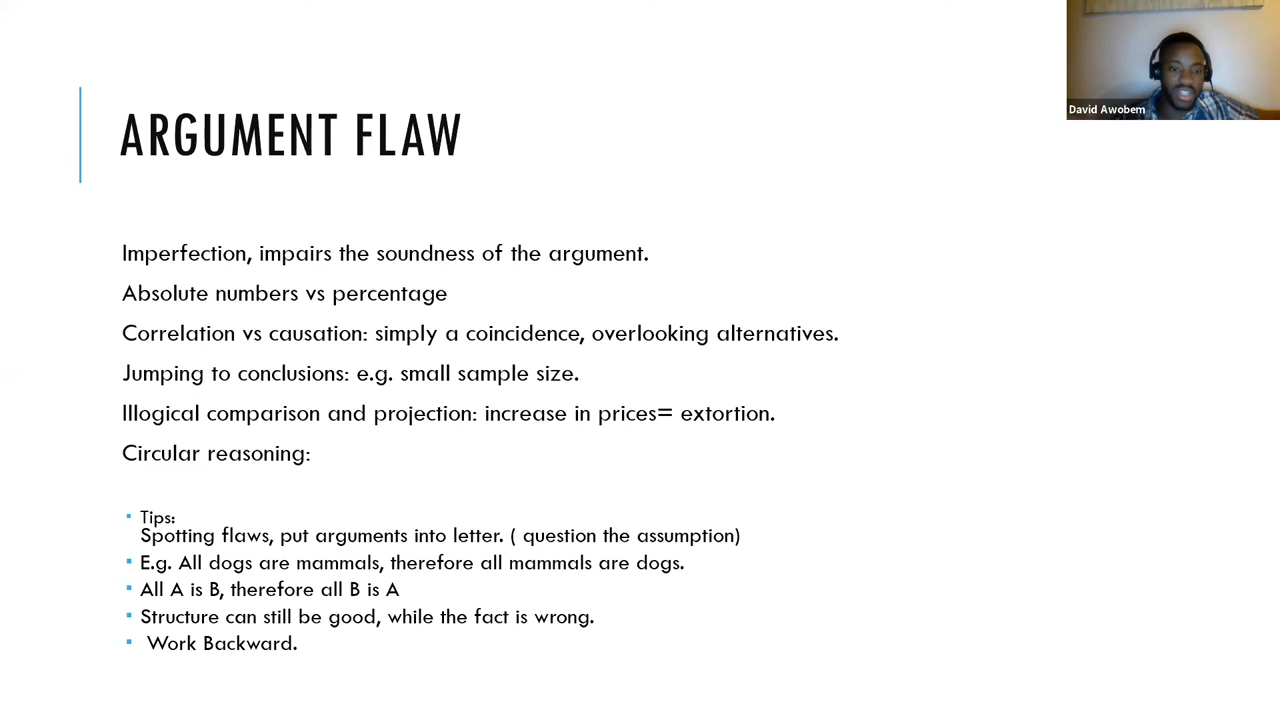 David Awobem
ARGUMENT FLAW
Imperfection, impairs the soundness of the argument.
Absolute numbers vs percentage
Correlation vs causation: simply a coincidence, overlooking alternatives.
Jumping to conclusions: e.g. small sample size.
Illogical comparison and projection: increase in prices= extortion.
Circular reasoning:
Tips:
Spotting flaws, put arguments into letter. ( question the assumption)
E.g. All dogs are mammals, therefore all mammals are dogs.
All A is B, therefore all B is A
Structure can still be good, while the fact is wrong.
Work Backward.